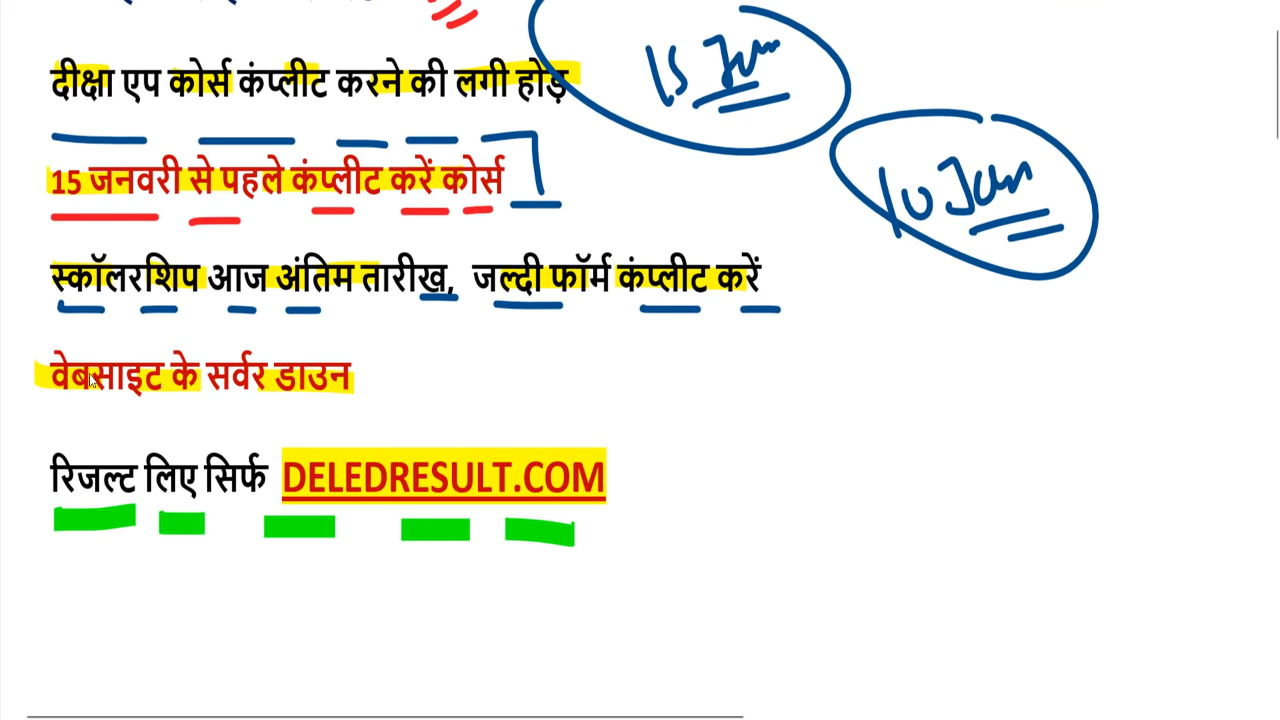 दीक्षा एप कोर्स कंप्लीट करने की लगी होड़
15 Jan
10 Jan
15 जनवरी से पहले कंप्लीट करें कोर्स
स्कॉलरशिप आज अंतिम तारीख, जल्दी फॉर्म कंप्लीट करें
वेबसाइट के सर्वर डाउन
रिजल्ट लिए सिर्फ DELEDRESULT.COM